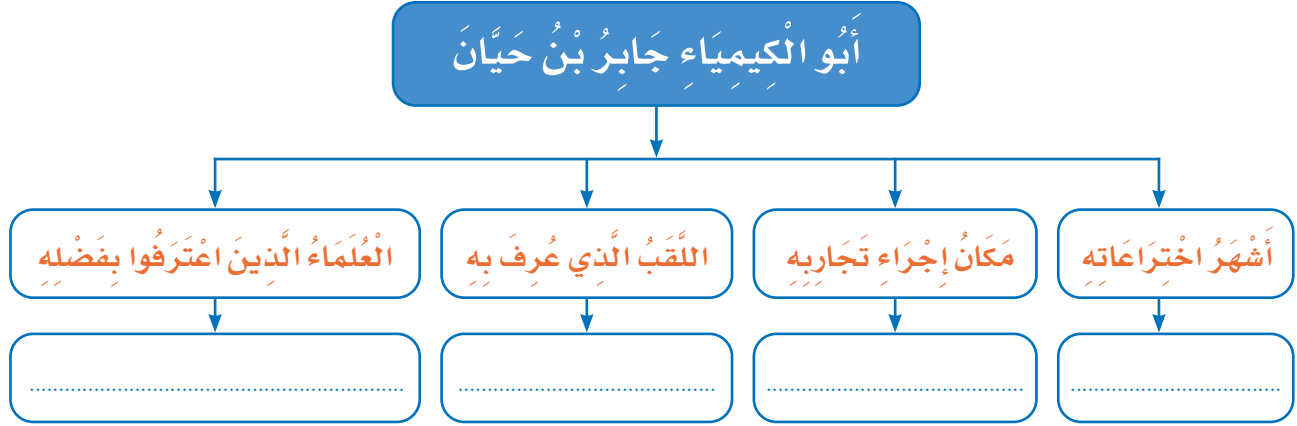 أَبُو الْكِيمِيَاءِ جَابِرُ بْنُ حَيَّانَ
أَشْهَرُ اخْتِرَاعَاتِهِ
مَكَانُ إِجْرَاءِ تَجَارِبِهِ
اللَّقَبُ الَّذِي عُرِفَ بِهِ
الْعُلَمَاءُ الَّذِينَ اعْتَرَفُوا بِفَضْلِهِ